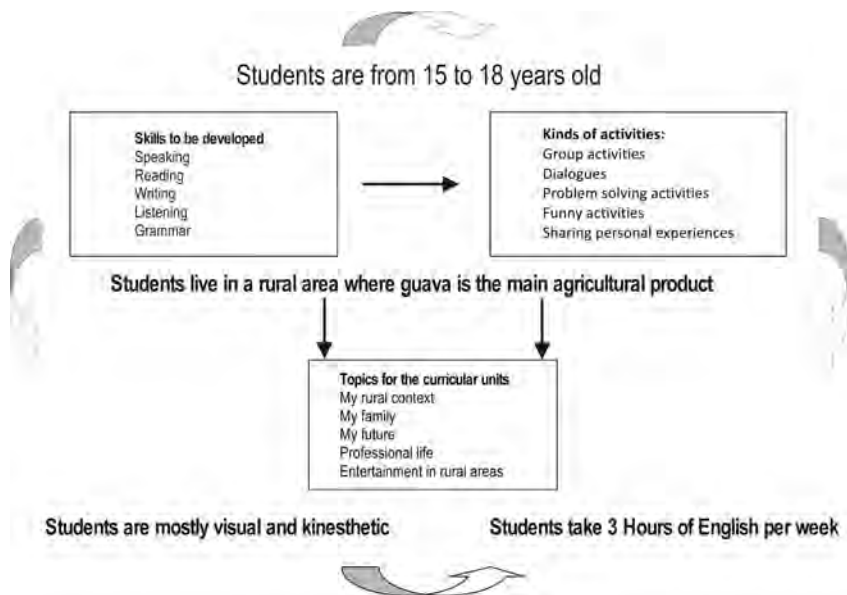 Students are from 15 to 18 years old
Skills to be developed
Speaking
Reading
Writing
Listening
Grammar
Kinds of activities:
Group activities
Dialogues
Problem solving activities
Funny activities
Sharing personal experiences
Students live in a rural area where guava is the main agricultural product
Topics for the curricular units
My rural context
My family
My future
Professional life
Entertainment in rural areas
Students are mostly visual and kinesthetic
Students take 3 Hours of English per week